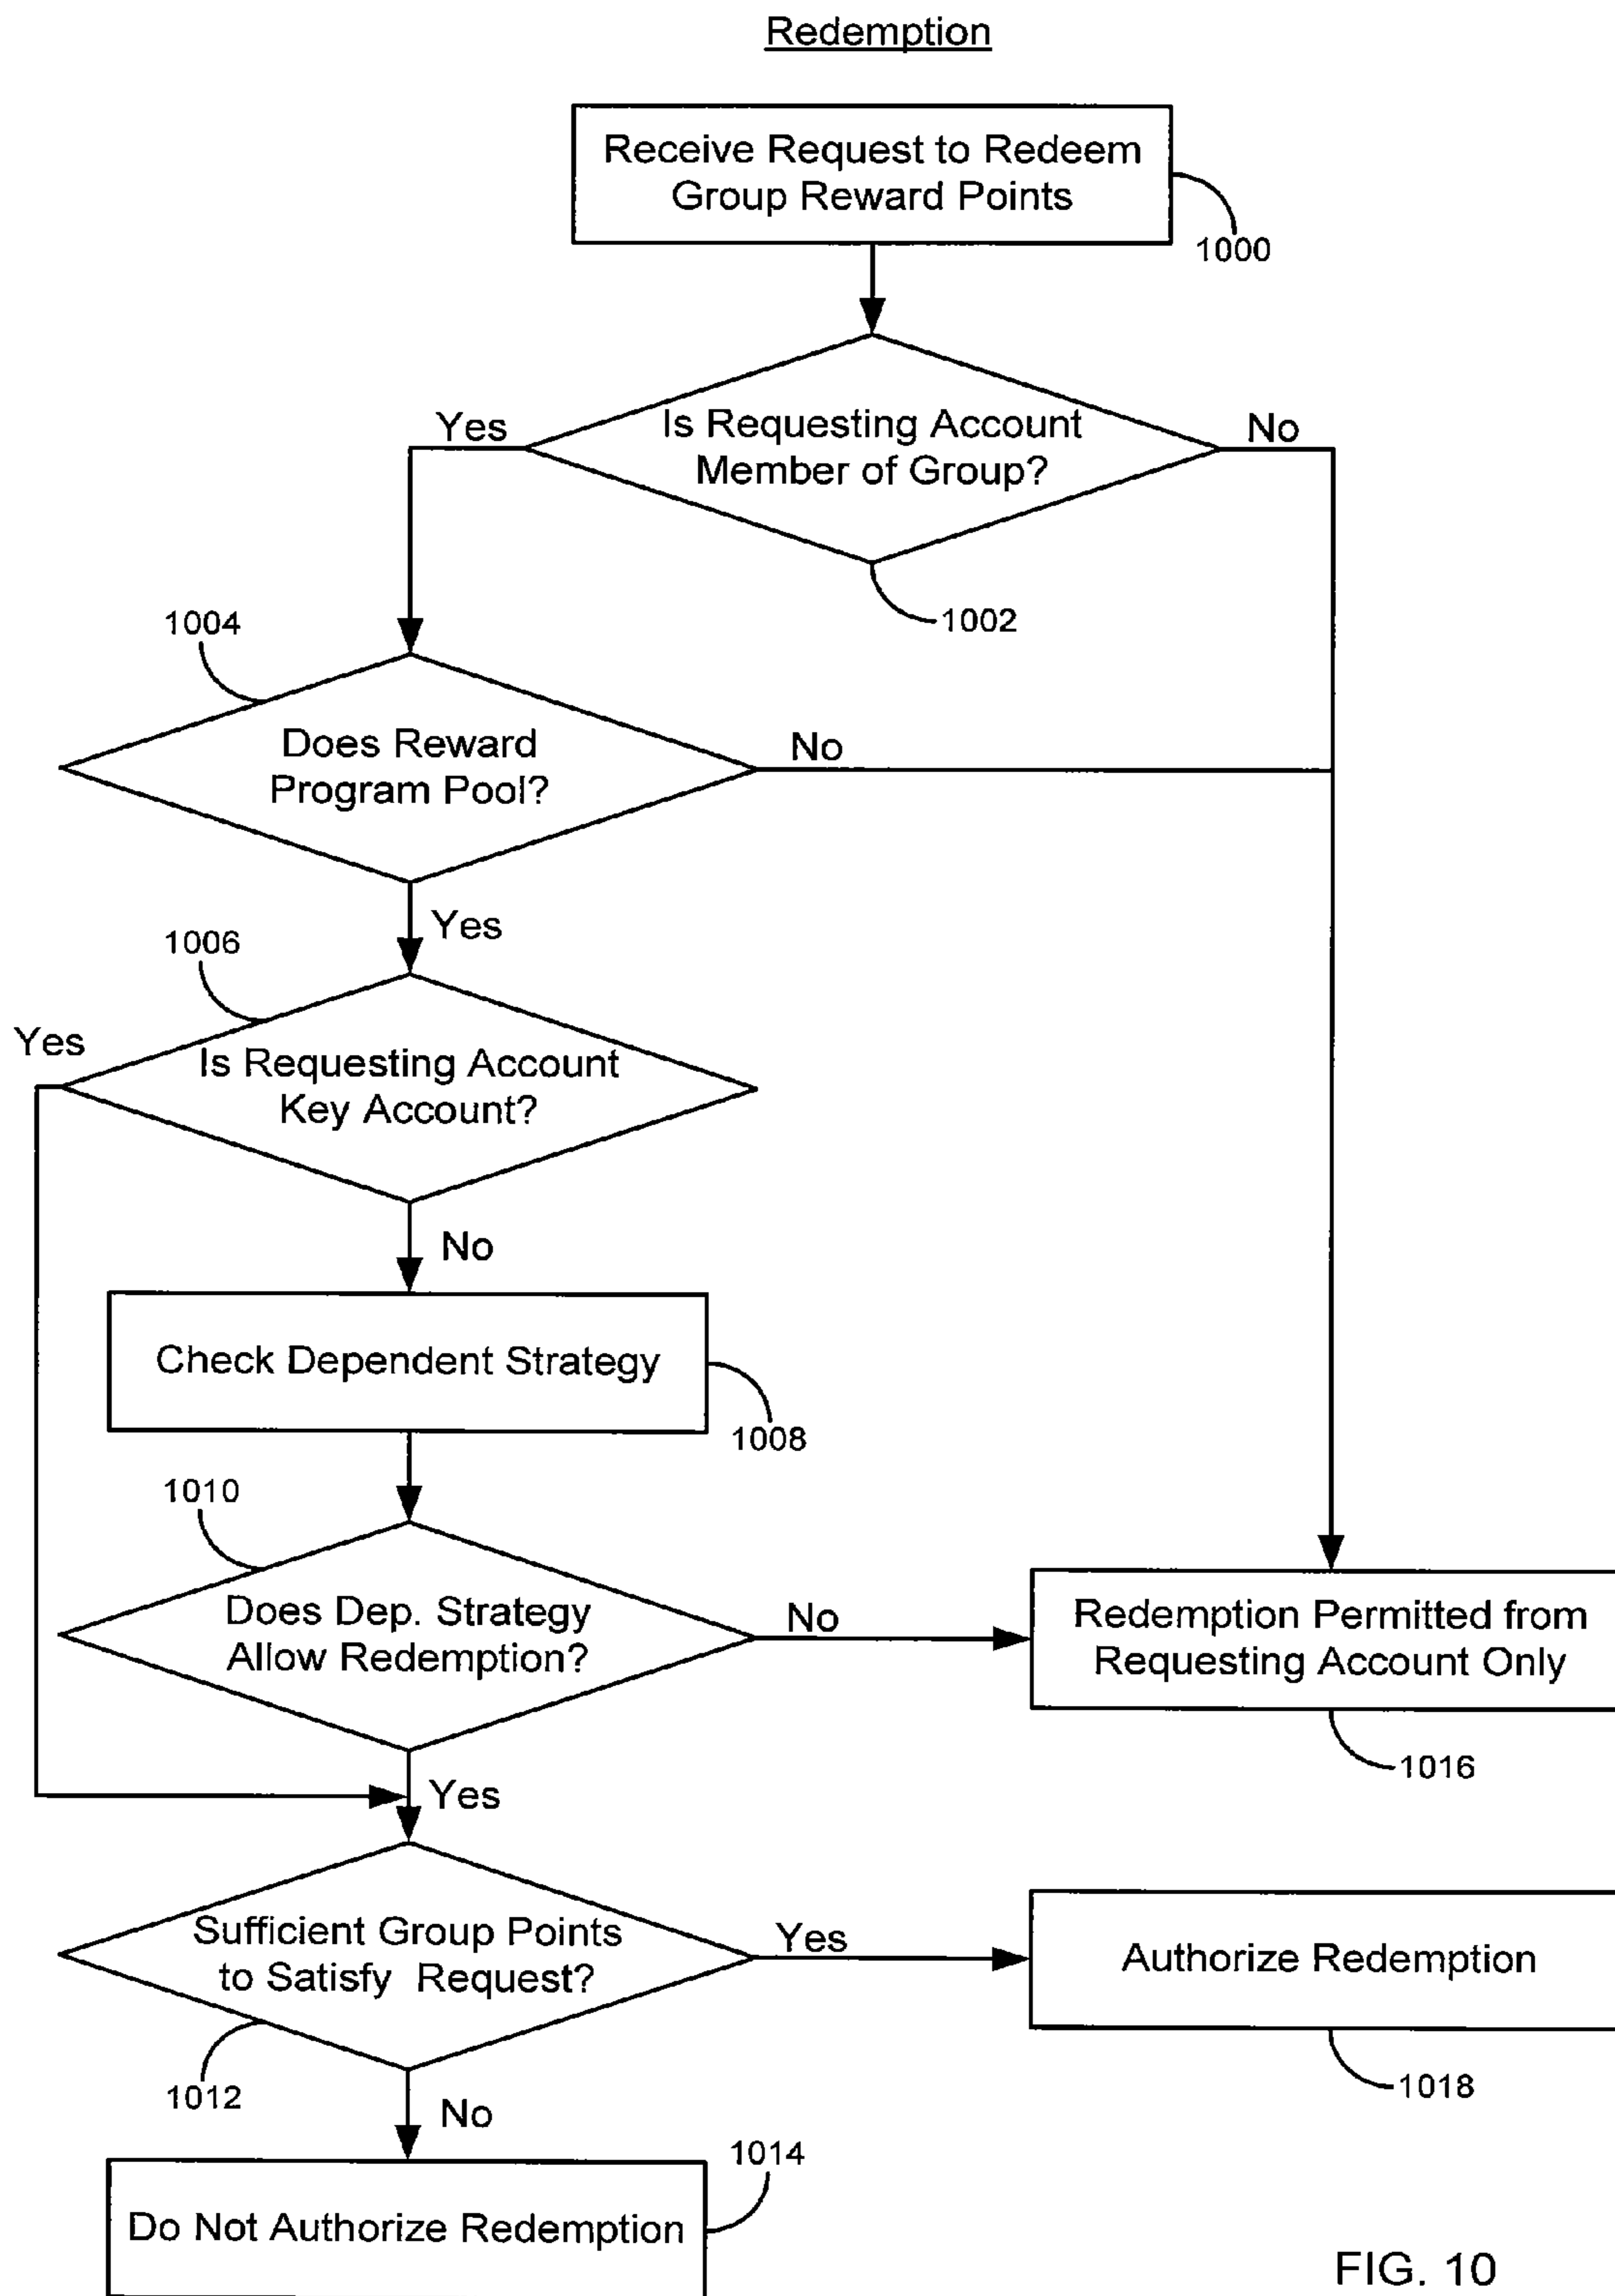 Redemption
Receive Request to Redeem
Group Reward Points
1000
Is Requesting Account
Member of Group?
Yes
No
1002
1004
Does Reward
Program Pool?
No
Yes
1006
Yes
Is Requesting Account
Key Account?
No
Check Dependent Strategy
1008
1010
Does Dep. Strategy
Allow Redemption?
No
Redemption Permitted from
Requesting Account Only
1016
Yes
Sufficient Group Points
to Satisfy Request?
Yes
Authorize Redemption
1018
1012
No
1014
Do Not Authorize Redemption
FIG. 10